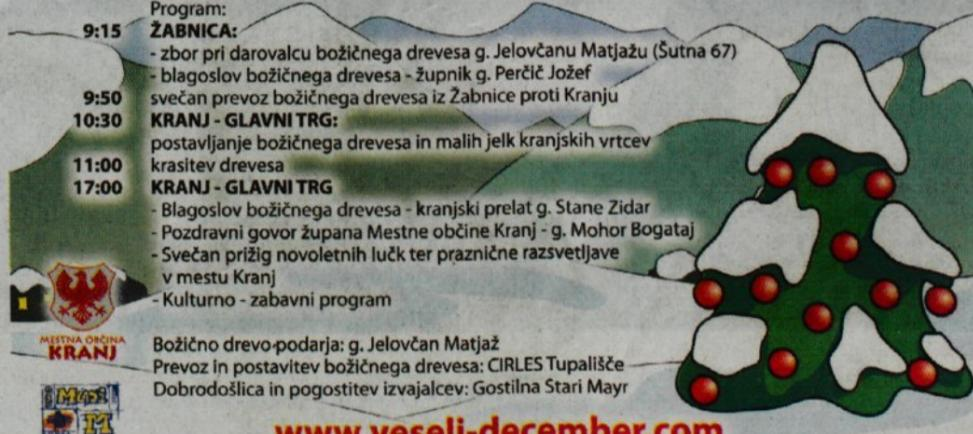 Program:
9:15 ŽABNICA:
- zbor pri darovalcu božičnega drevesa g. Jelovčanu Matjažu (Šutna 67)
- blagoslov božičnega drevesa - župnik g. Perčič Jožef
9:50 svečan prevoz božičnega drevesa iz Žabnice proti Kranju
10:30 KRANJ - GLAVNI TRG:
postavljanje božičnega drevesa in malih jelk kranjskih vrtcev
11:00 krasitev drevesa
17:00 KRANJ - GLAVNI TRG
- Blagoslov božičnega drevesa - kranjski prelat g. Stane Zidar
- Pozdravni govor župana Mestne občine Kranj - g. Mohor Bogataj
- Svečan prižig novoletnih lučk ter praznične razsvetljave
v mestu Kranj
- Kulturno - zabavni program
MESTNA OBČINA
KRANJ
Božično drevo podarja: g. Jelovčan Matjaž
Prevoz in postavitev božičnega drevesa: CIRLES Tupališče
Dobrodošlica in pogostitev izvajalcev: Gostilna Stari Mayr
www.veseli-december.com